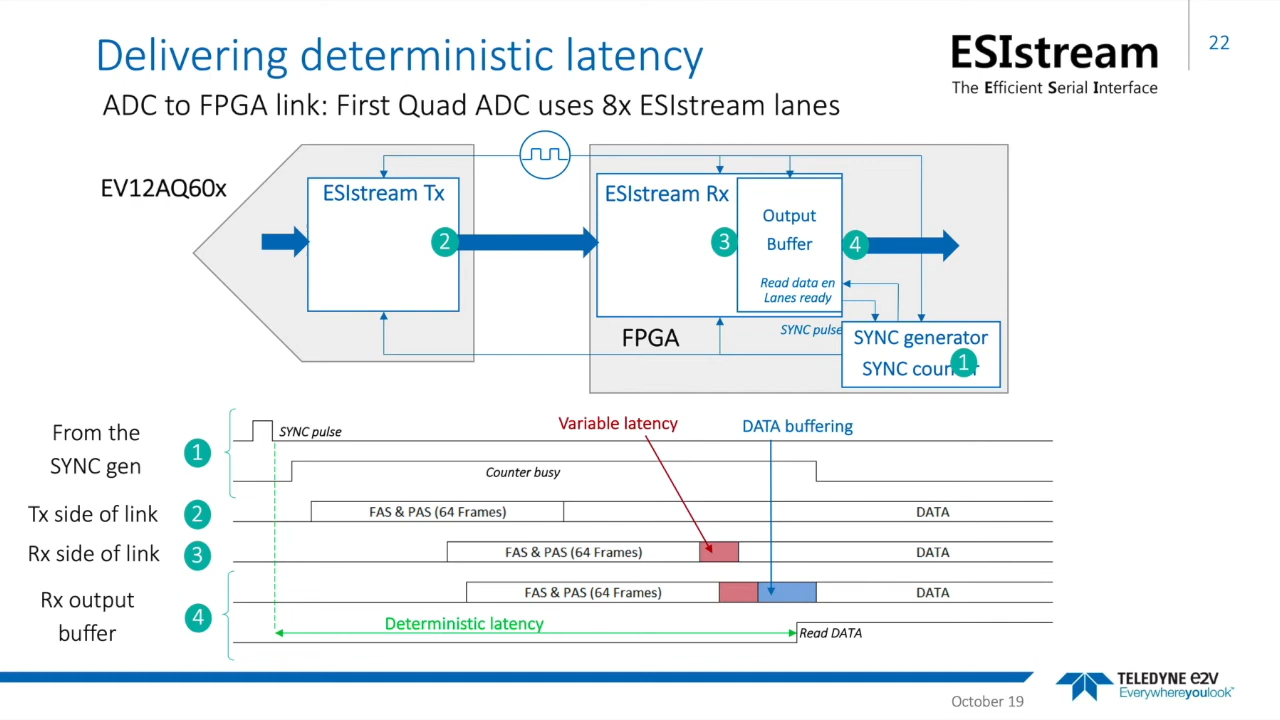 Delivering deterministic latency
ESIstream
The Efficient Serial Interface
22
ADC to FPGA link: First Quad ADC uses 8x ESIstream lanes
EV12AQ60x
ESIstream Tx
2
ESIstream Rx
3
Output
Buffer
4
Read data en
Lanes ready
FPGA
SYNC pulse
SYNC generator
SYNC coun
1
From the
SYNC gen
1
SYNC pulse
Counter busy
Variable latency
DATA buffering
Tx side of link
2
FAS & PAS (64 Frames)
DATA
Rx side of link
3
FAS & PAS (64 Frames)
DATA
Rx output
buffer
4
FAS & PAS (64 Frames)
DATA
Deterministic latency
Read DATA
October 19
TELEDYNE e2v
Everywhereyoulook™